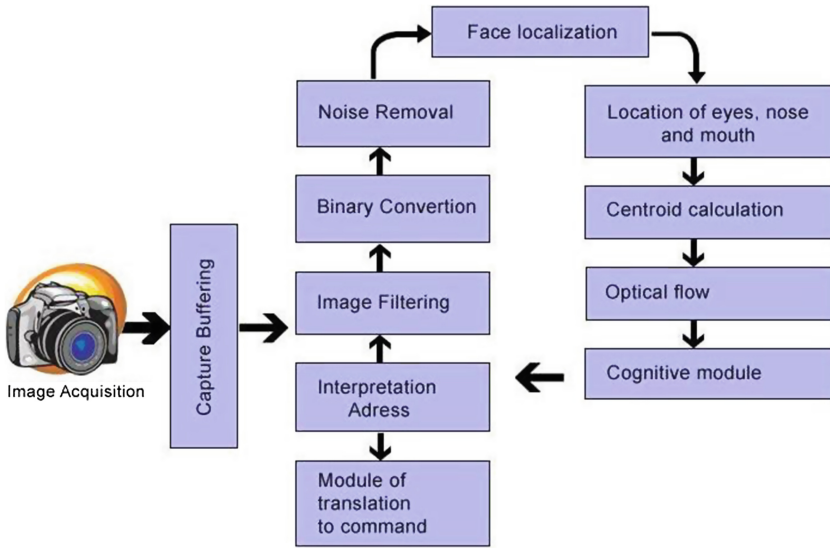 Image Acquisition
Capture Buffering
Image Filtering
Binary Convertion
Noise Removal
Face localization
Location of eyes, nose
and mouth
Centroid calculation
Optical flow
Cognitive module
Interpretation
Adress
Module of
translation
to command